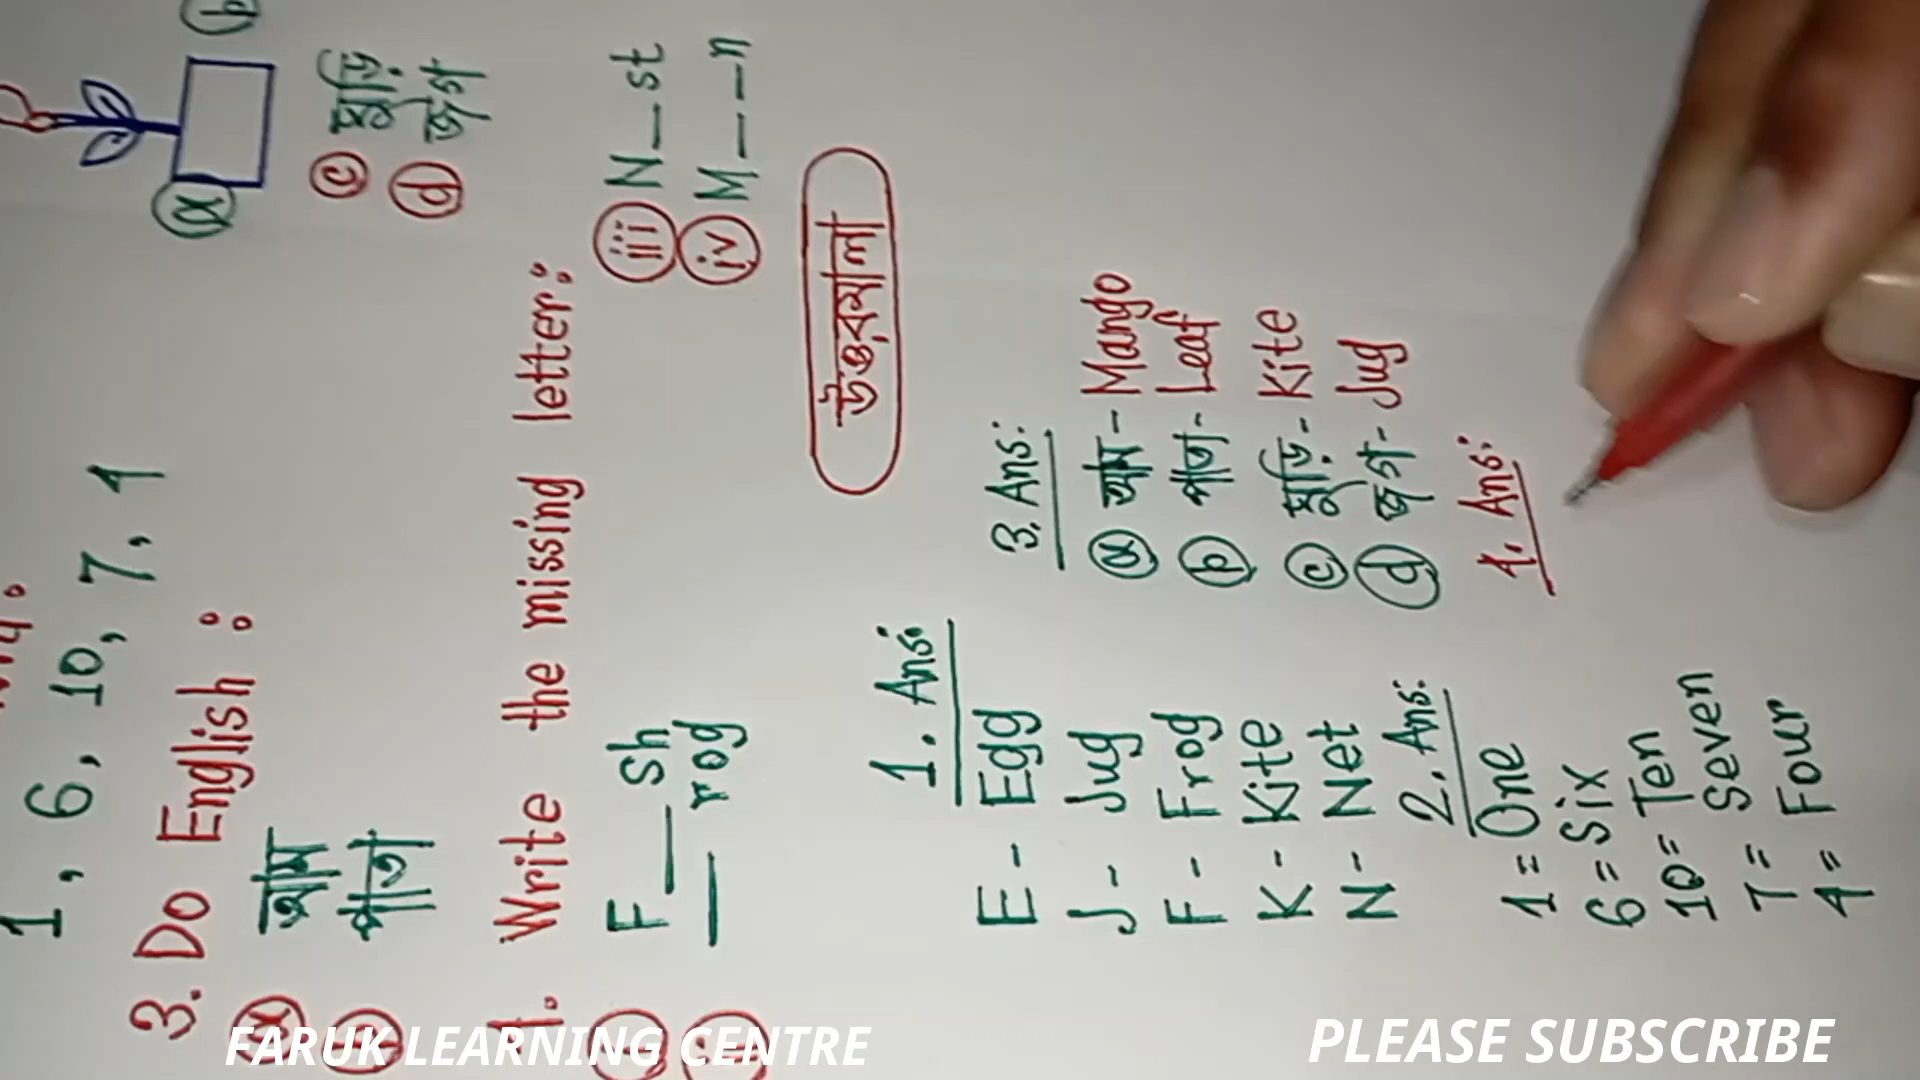 1, 6, 10, 7, 4
3. Do English :
ⓐ আম
ⓒ ঘুড়ি
ⓑ পাতা
ⓓ জগ
4. Write the missing letter:
F__sh
ⓘⓘⓘ N_st
__rog
ⓘⓥ M__n
উত্তরমালা
1. Ans:
E - Egg
J - Jug
F - Frog
K - Kite
N - Net
2. Ans:
1 = One
6 = Six
10 = Ten
7 = Seven
4 = Four
3. Ans:
ⓐ আম - Mango
ⓑ পাতা - Leaf
ⓒ ঘুড়ি - Kite
ⓓ জগ - Jug
4. Ans:
FARUK LEARNING CENTRE
PLEASE SUBSCRIBE